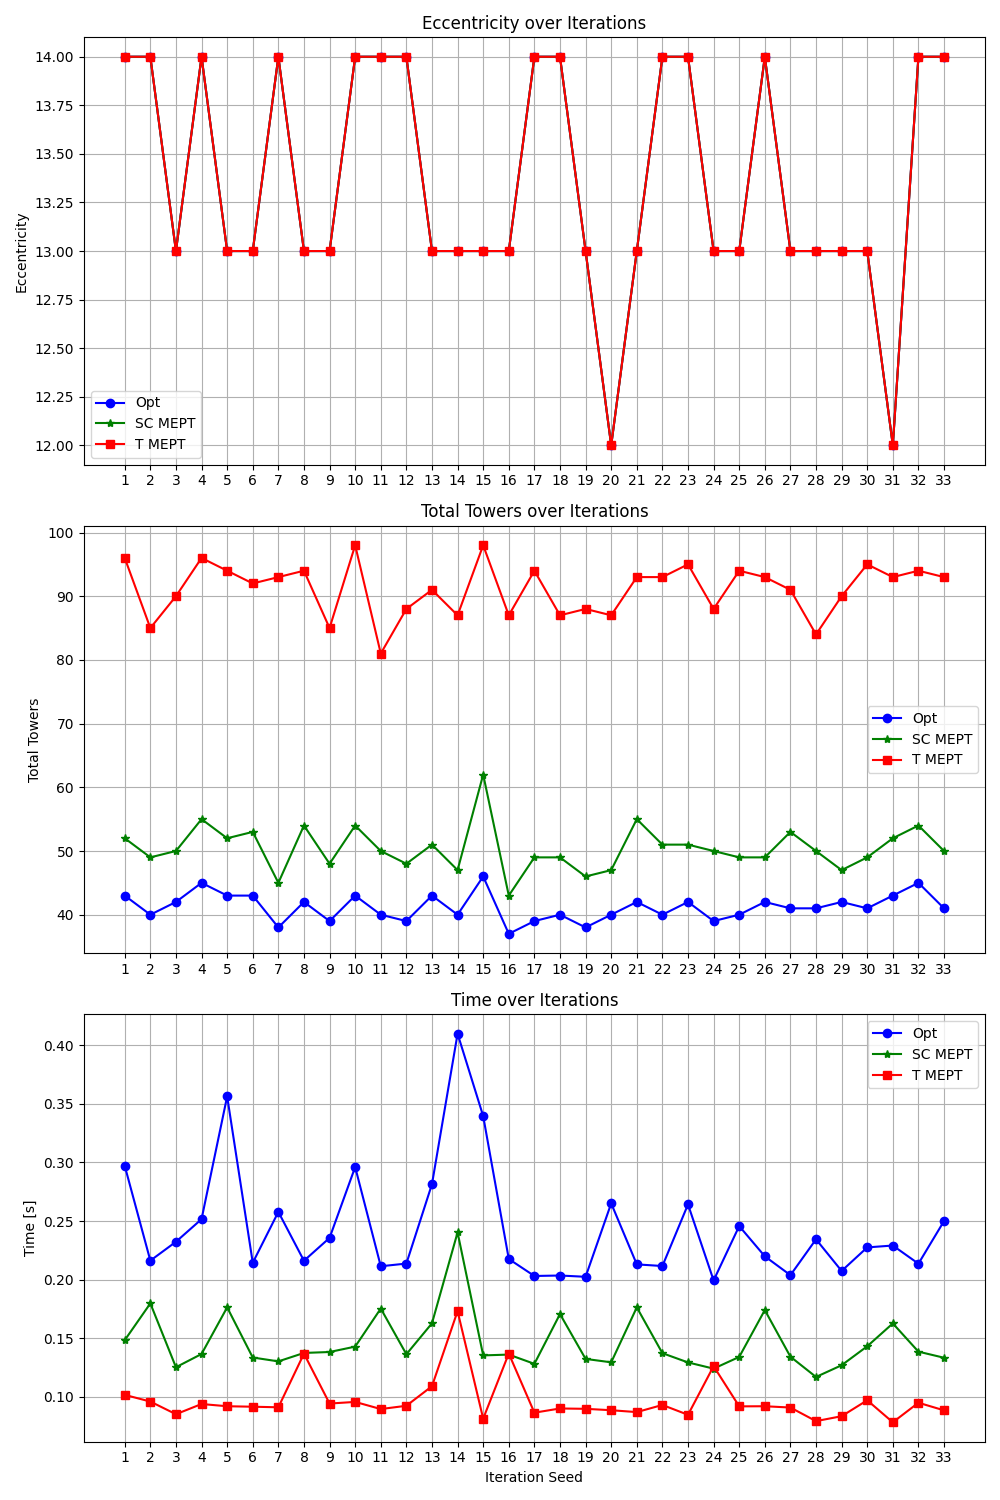 Eccentricity over Iterations
Eccentricity
14.00
13.75
13.50
13.25
13.00
12.75
12.50
12.25
12.00
Opt
SC MEPT
T MEPT
1 2 3 4 5 6 7 8 9 10 11 12 13 14 15 16 17 18 19 20 21 22 23 24 25 26 27 28 29 30 31 32 33
Total Towers over Iterations
Total Towers
100
90
80
70
60
50
40
Opt
SC MEPT
T MEPT
1 2 3 4 5 6 7 8 9 10 11 12 13 14 15 16 17 18 19 20 21 22 23 24 25 26 27 28 29 30 31 32 33
Time over Iterations
Time [s]
0.40
0.35
0.30
0.25
0.20
0.15
0.10
Opt
SC MEPT
T MEPT
1 2 3 4 5 6 7 8 9 10 11 12 13 14 15 16 17 18 19 20 21 22 23 24 25 26 27 28 29 30 31 32 33
Iteration Seed